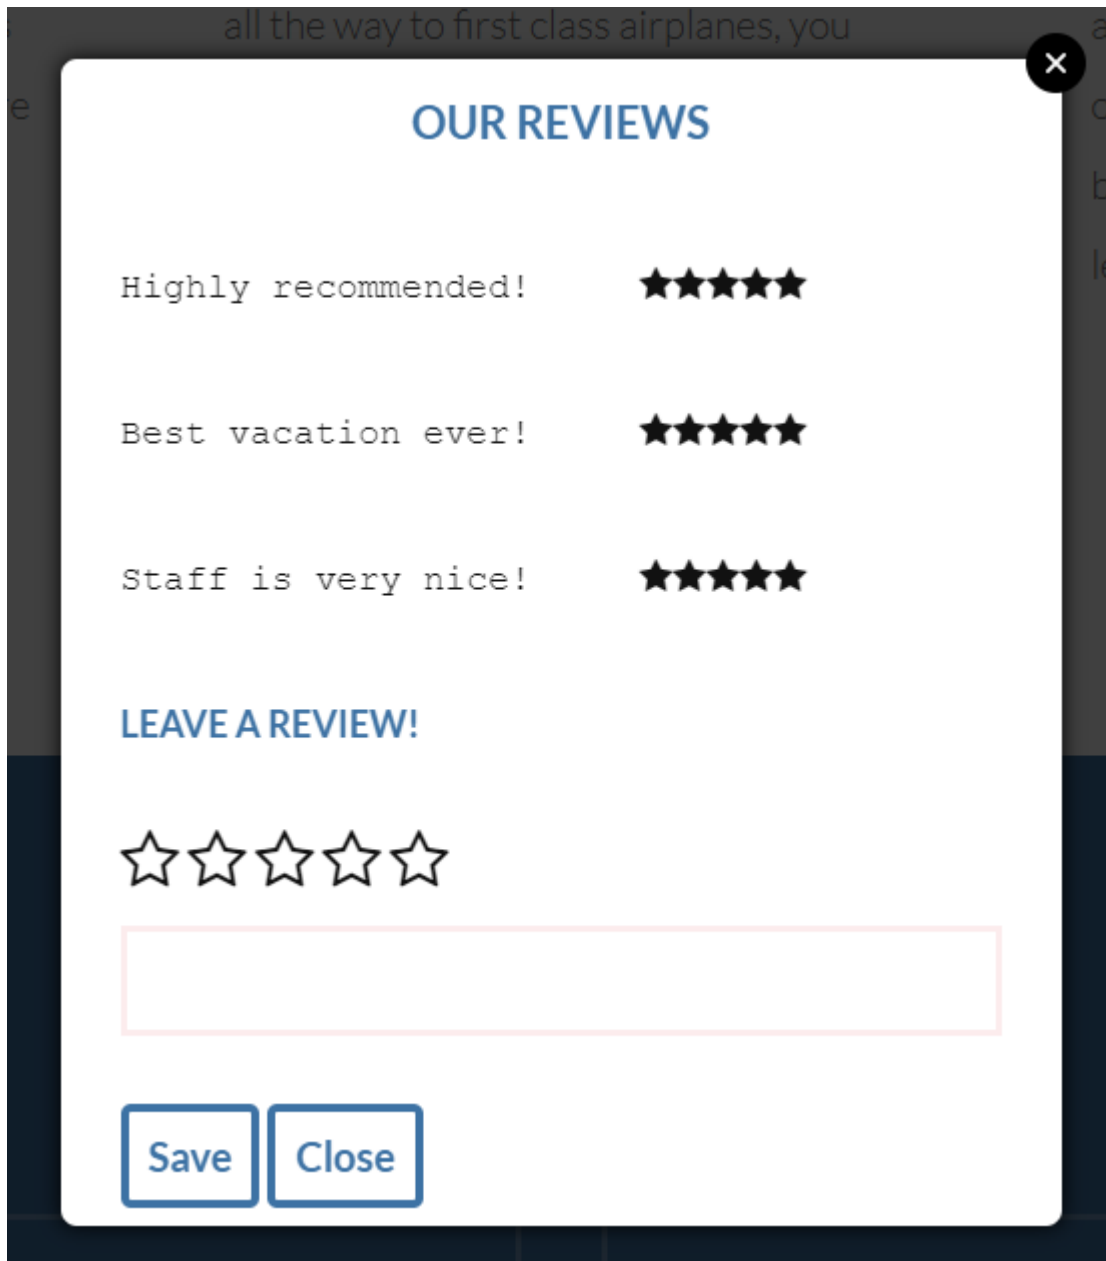 all the way to first class airplanes, you
OUR REVIEWS
Highly recommended!
Best vacation ever!
Staff is very nice!
LEAVE A REVIEW!
Save Close